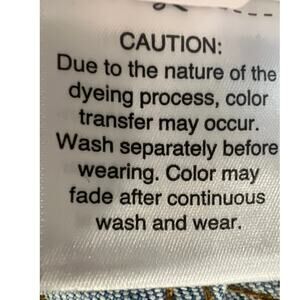 CAUTION:
Due to the nature of the
dyeing process, color
transfer may occur.
Wash separately before
wearing. Color may
fade after continuous
wash and wear.